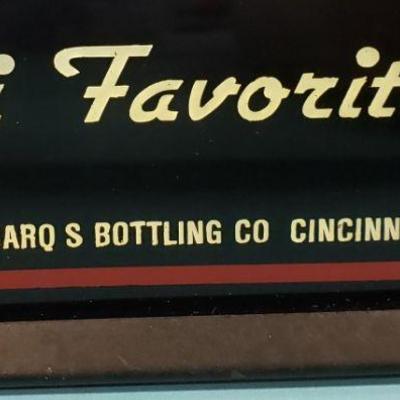 i Favorit
ARQ S BOTTLING CO CINCINN